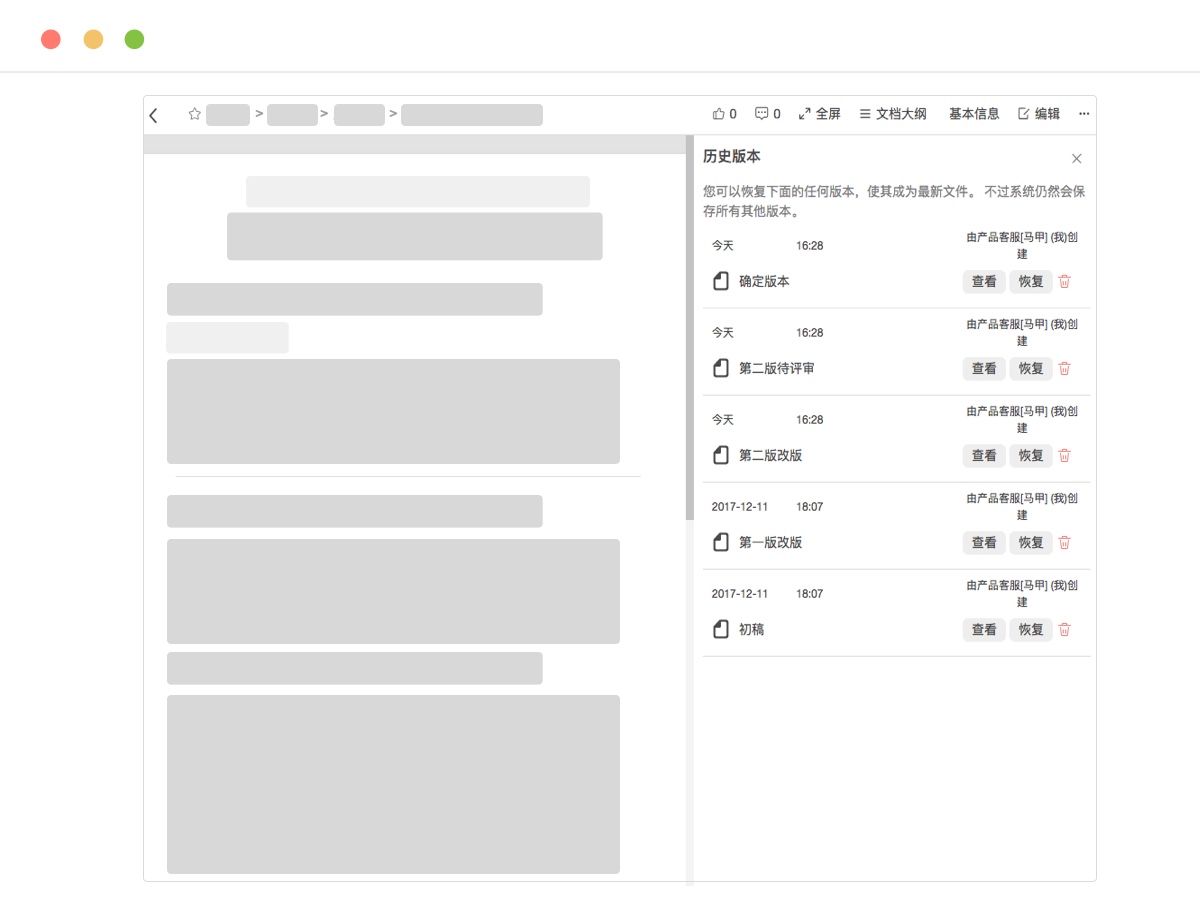 > > >
0 0 全屏 文档大纲 基本信息 编辑 ···
历史版本
您可以恢复下面的任何版本，使其成为最新文件。 不过系统仍然会保
存所有其他版本。
今天 16:28 由产品客服[马甲] (我)创
建
确定版本 查看 恢复
今天 16:28 由产品客服[马甲] (我)创
建
第二版待评审 查看 恢复
今天 16:28 由产品客服[马甲] (我)创
建
第二版改版 查看 恢复
2017-12-11 18:07 由产品客服[马甲] (我)创
建
第一版改版 查看 恢复
2017-12-11 18:07 由产品客服[马甲] (我)创
建
初稿 查看 恢复